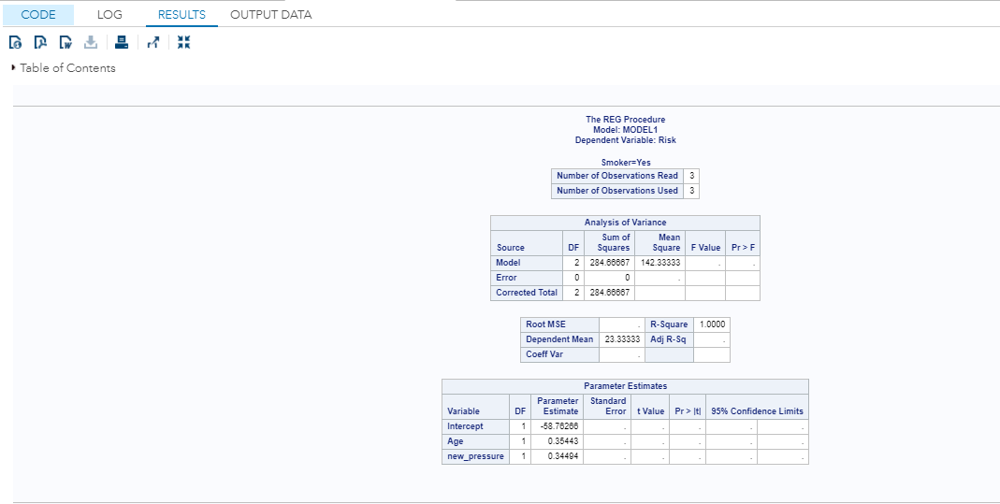 CODE LOG RESULTS OUTPUT DATA
Table of Contents
The REG Procedure
Model: MODEL1
Dependent Variable: Risk
Smoker=Yes
Number of Observations Read 3
Number of Observations Used 3
Analysis of Variance
Source DF Sum of Squares Mean Square F Value Pr > F
Model 2 284.66667 142.33333 . .
Error 0 0 .
Corrected Total 2 284.66667
Root MSE . R-Square 1.0000
Dependent Mean 23.33333 Adj R-Sq .
Coeff Var .
Parameter Estimates
Variable DF Parameter Estimate Standard Error t Value Pr > |t| 95% Confidence Limits
Intercept 1 -58.76266 . . . . .
Age 1 0.35443 . . . . .
new_pressure 1 0.34494 . . . . .